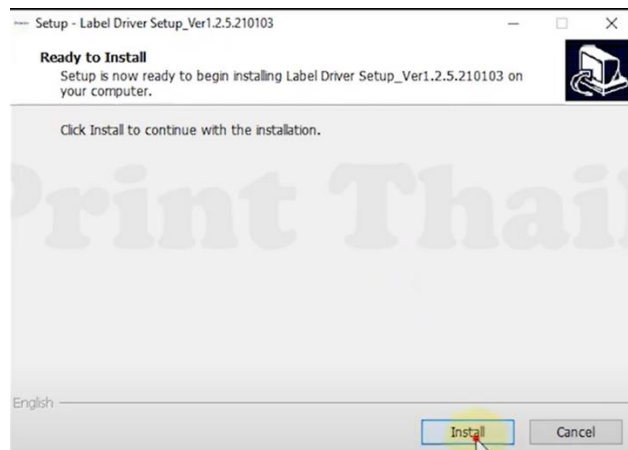 Setup - Label Driver Setup_Ver1.2.5.210103
Ready to Install
Setup is now ready to begin installing Label Driver Setup_Ver1.2.5.210103 on
your computer.
Click Install to continue with the installation.
Print Thail
English
Install
Cancel